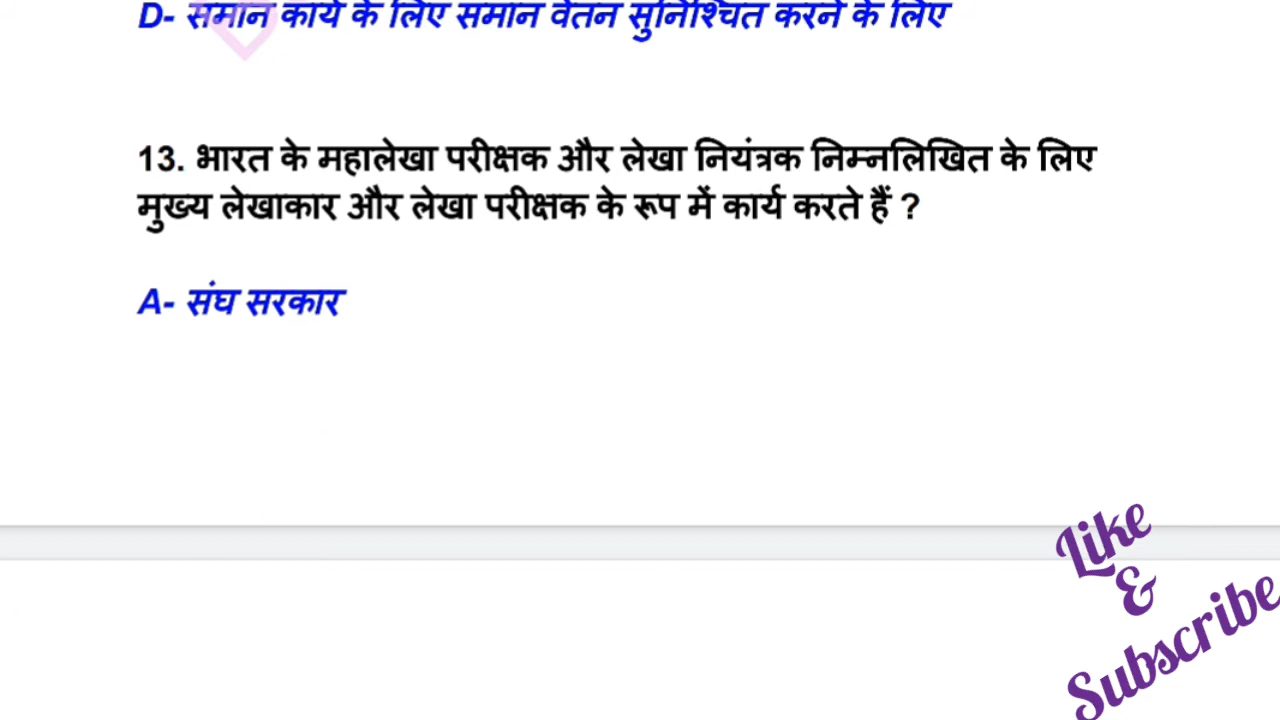 D- समान कार्य के लिए समान वेतन सुनिश्चित करने के लिए
13. भारत के महालेखा परीक्षक और लेखा नियंत्रक निम्नलिखित के लिए
मुख्य लेखाकार और लेखा परीक्षक के रूप में कार्य करते हैं ?
A- संघ सरकार
Like
&
Subscribe